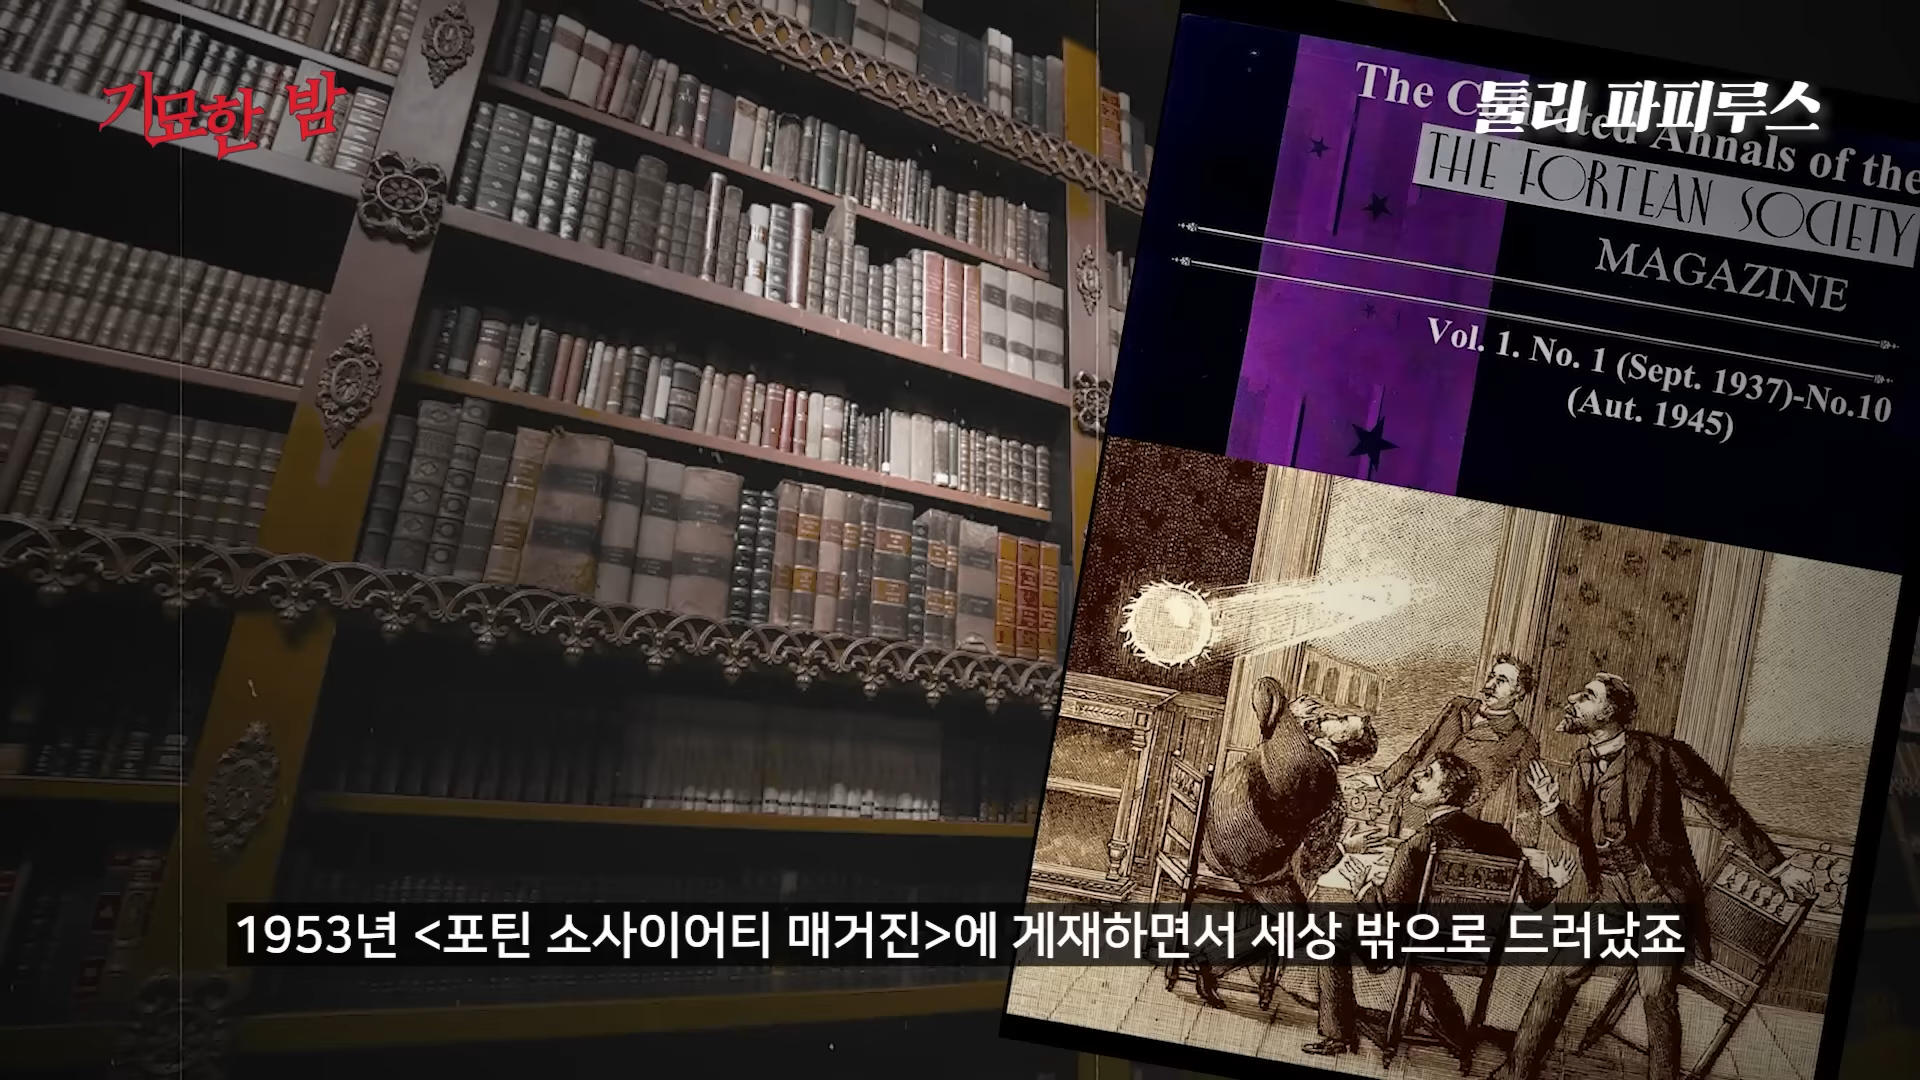 기묘한 밤
툴리 파피루스
The Collected Annals of the
THE FORTEAN SOCIETY
MAGAZINE
Vol. 1. No. 1 (Sept. 1937)-No.10
(Aut. 1945)
1953년 <포틴 소사이어티 매거진>에 게재하면서 세상 밖으로 드러났죠